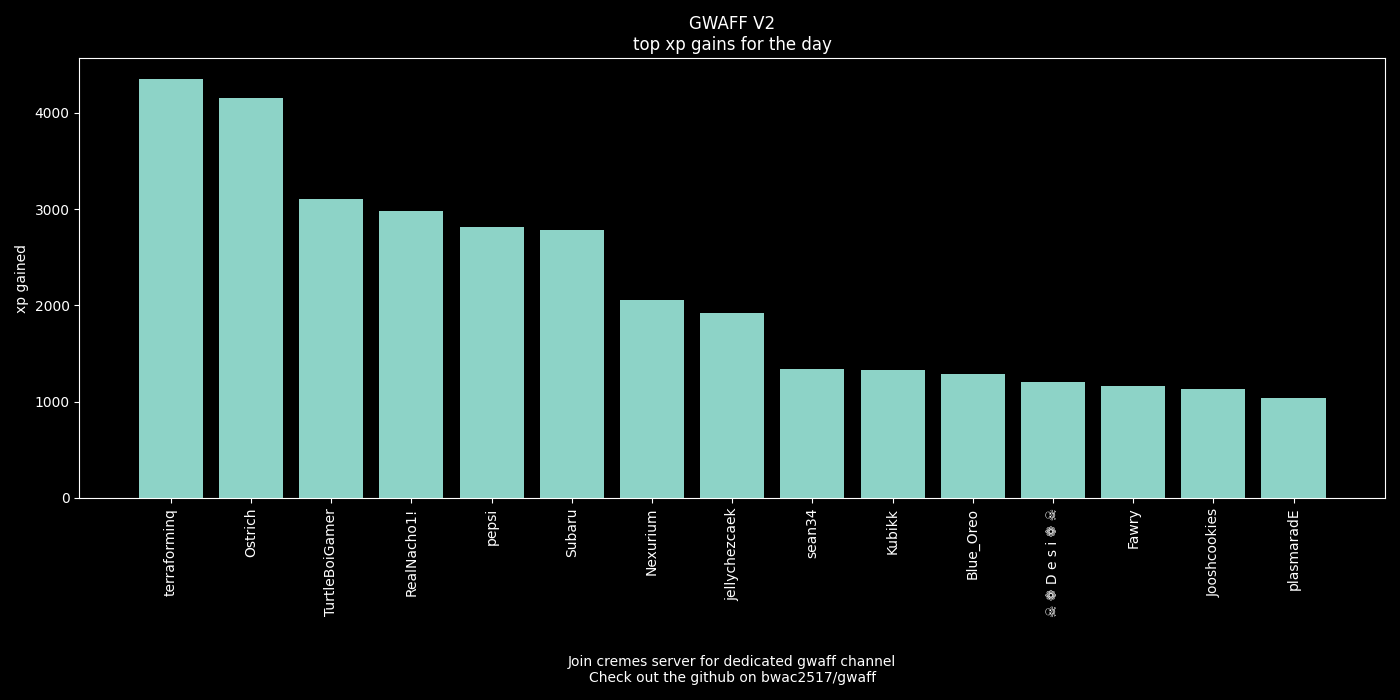 GWAFF V2
top xp gains for the day
xp gained
4000
3000
2000
1000
0
terraforminq
Ostrich
TurtleBoiGamer
RealNacho1!
pepsi
Subaru
Nexurium
jellychezcaek
sean34
Kubikk
Blue_Oreo
☠ ❁ D e s i ❁ ☠
Fawry
Jooshcookies
plasmaradE
Join cremes server for dedicated gwaff channel
Check out the github on bwac2517/gwaff